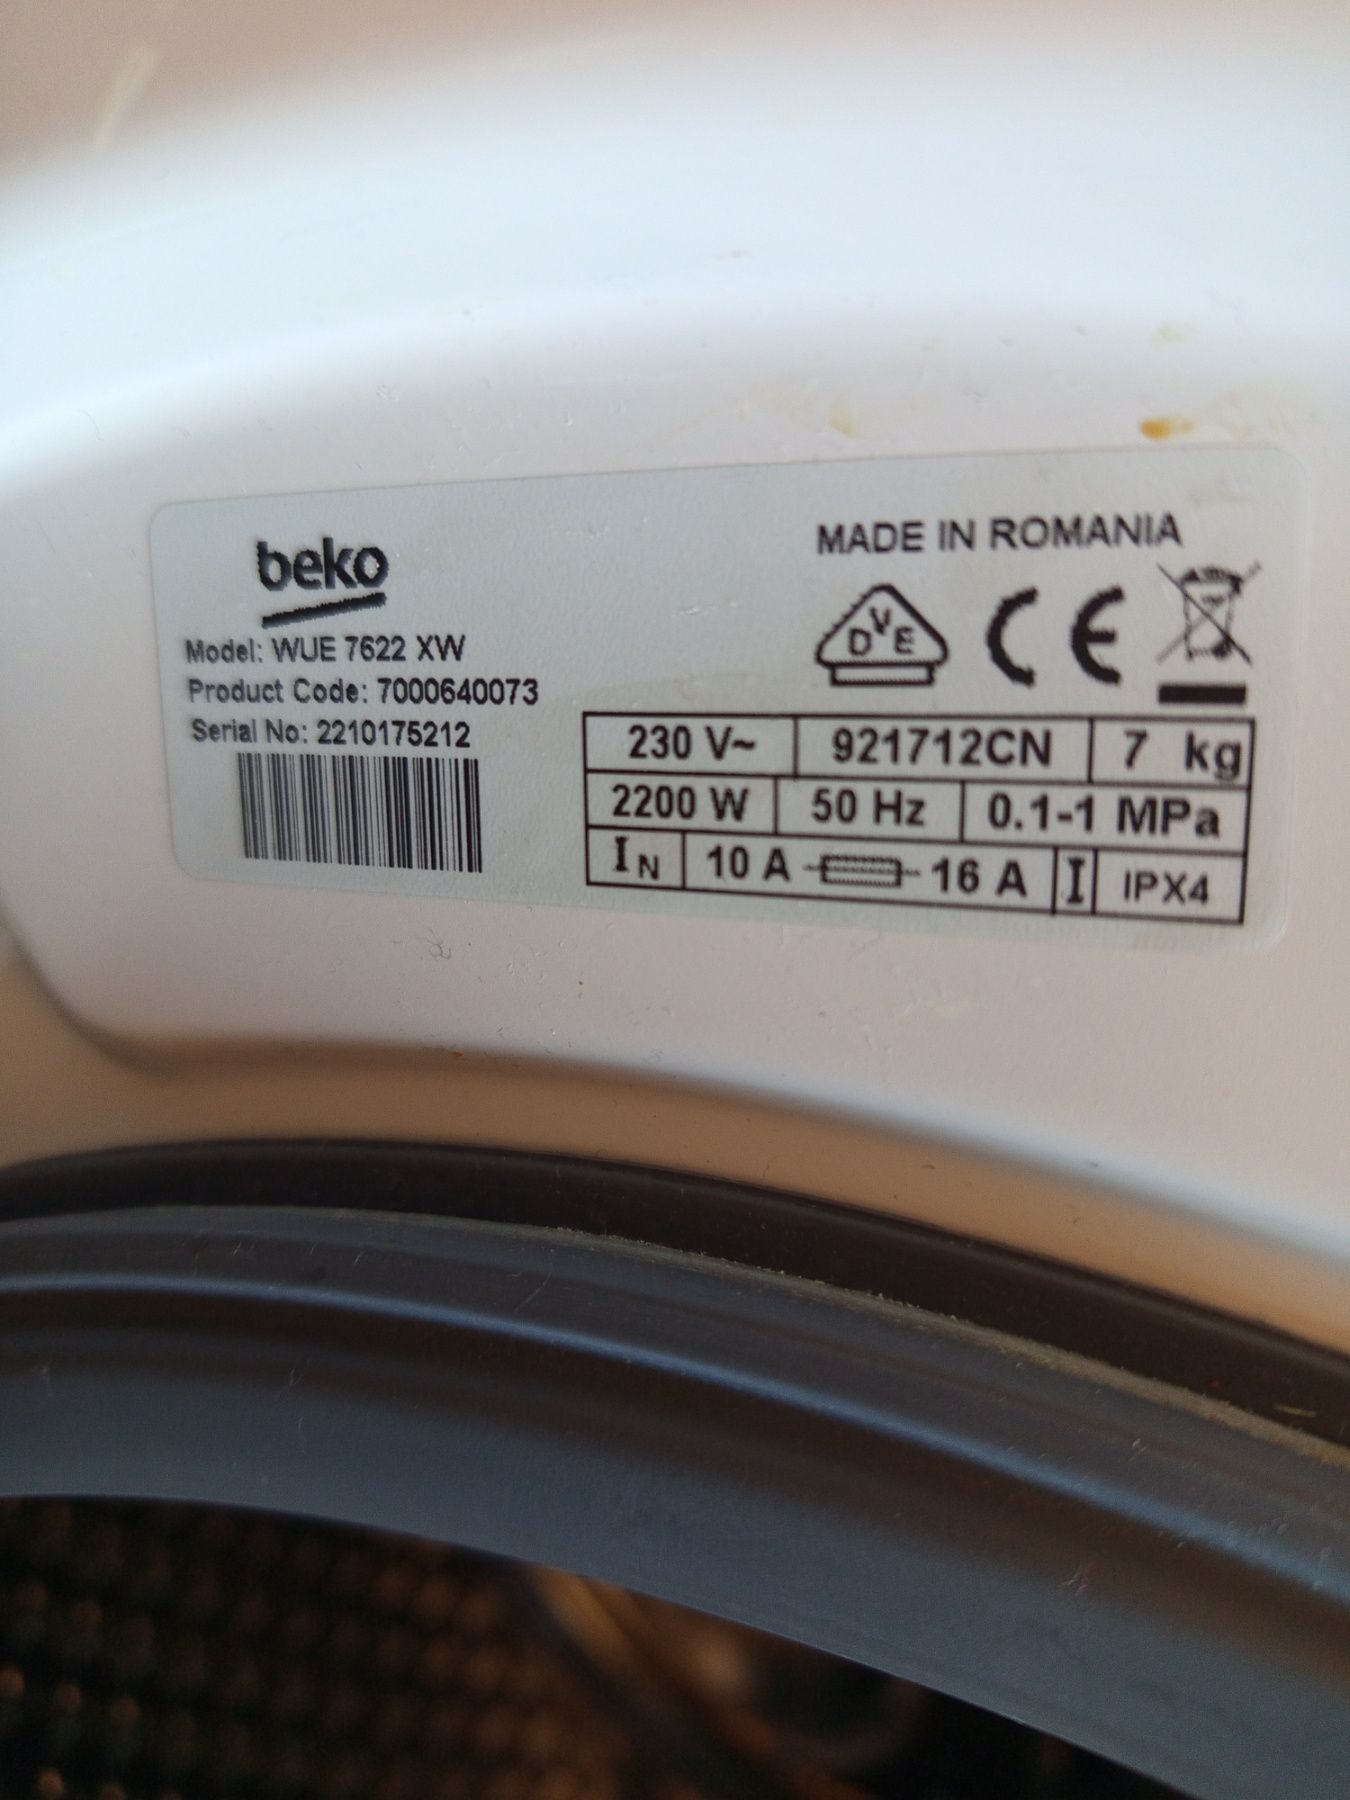 beko
Model: WUE 7622 XW
Product Code: 7000640073
Serial No: 2210175212
MADE IN ROMANIA
DVE
CE
230 V~ 921712CN 7 kg
2200 W 50 Hz 0.1-1 MPa
IN 10 A 16 A I IPX4